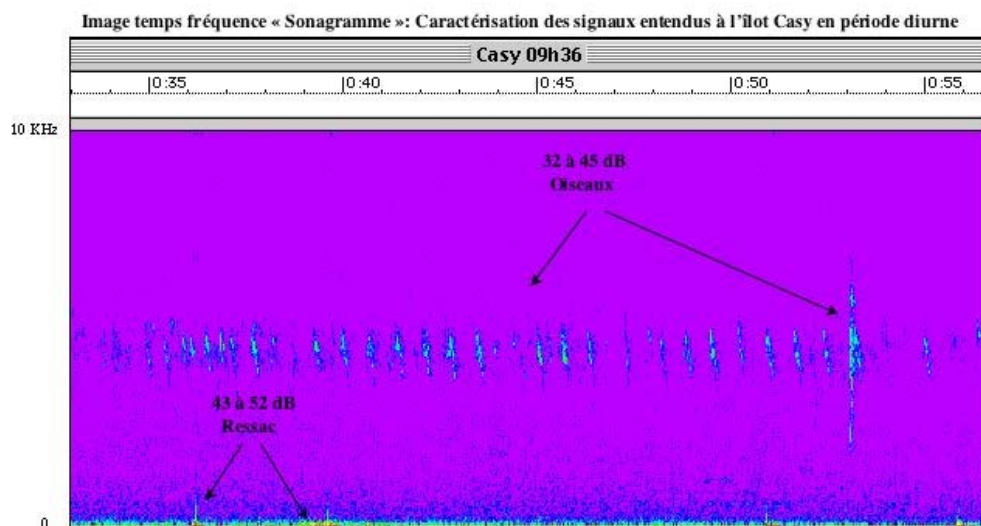 Image temps fréquence « Sonagramme »: Caractérisation des signaux entendus à l'îlot Casy en période diurne
Casy 09h36
0:35 0:40 0:45 0:50 0:55
10 KHz
32 à 45 dB
Oiseaux
43 à 52 dB
Ressac
0